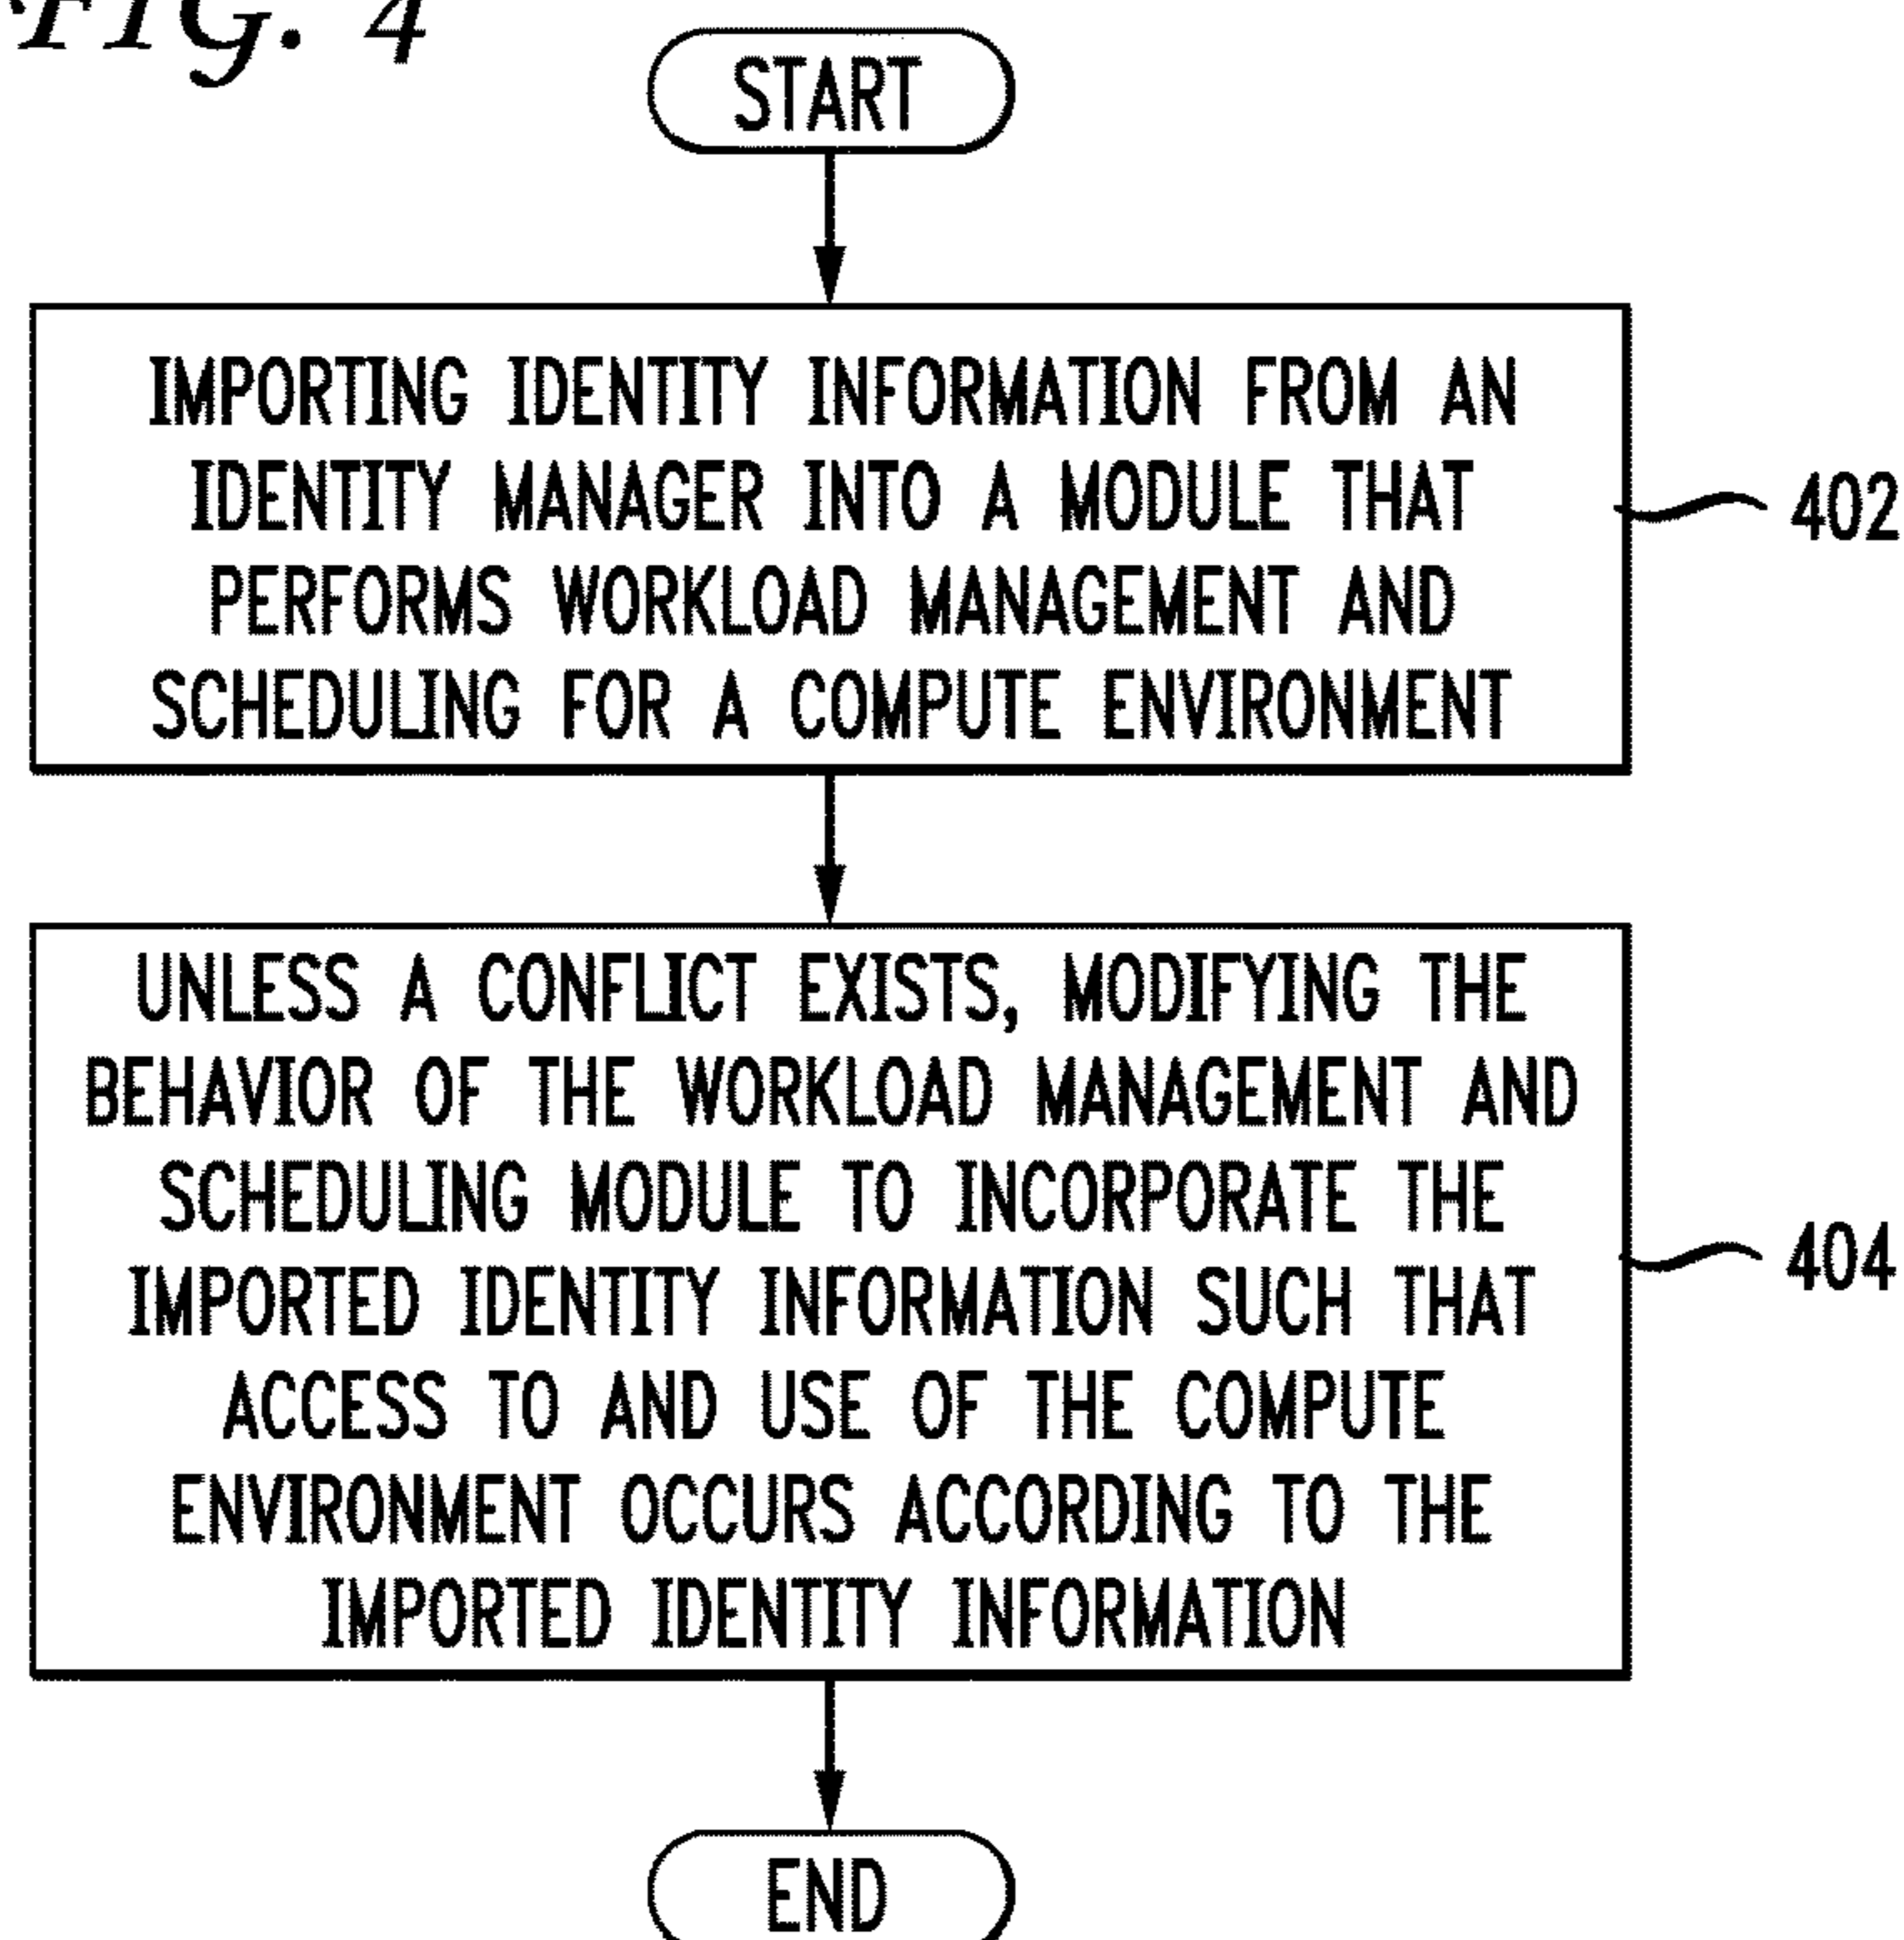 FIG. 4
START
IMPORTING IDENTITY INFORMATION FROM AN
IDENTITY MANAGER INTO A MODULE THAT
PERFORMS WORKLOAD MANAGEMENT AND
SCHEDULING FOR A COMPUTE ENVIRONMENT
402
UNLESS A CONFLICT EXISTS, MODIFYING THE
BEHAVIOR OF THE WORKLOAD MANAGEMENT AND
SCHEDULING MODULE TO INCORPORATE THE
IMPORTED IDENTITY INFORMATION SUCH THAT
ACCESS TO AND USE OF THE COMPUTE
ENVIRONMENT OCCURS ACCORDING TO THE
IMPORTED IDENTITY INFORMATION
404
END